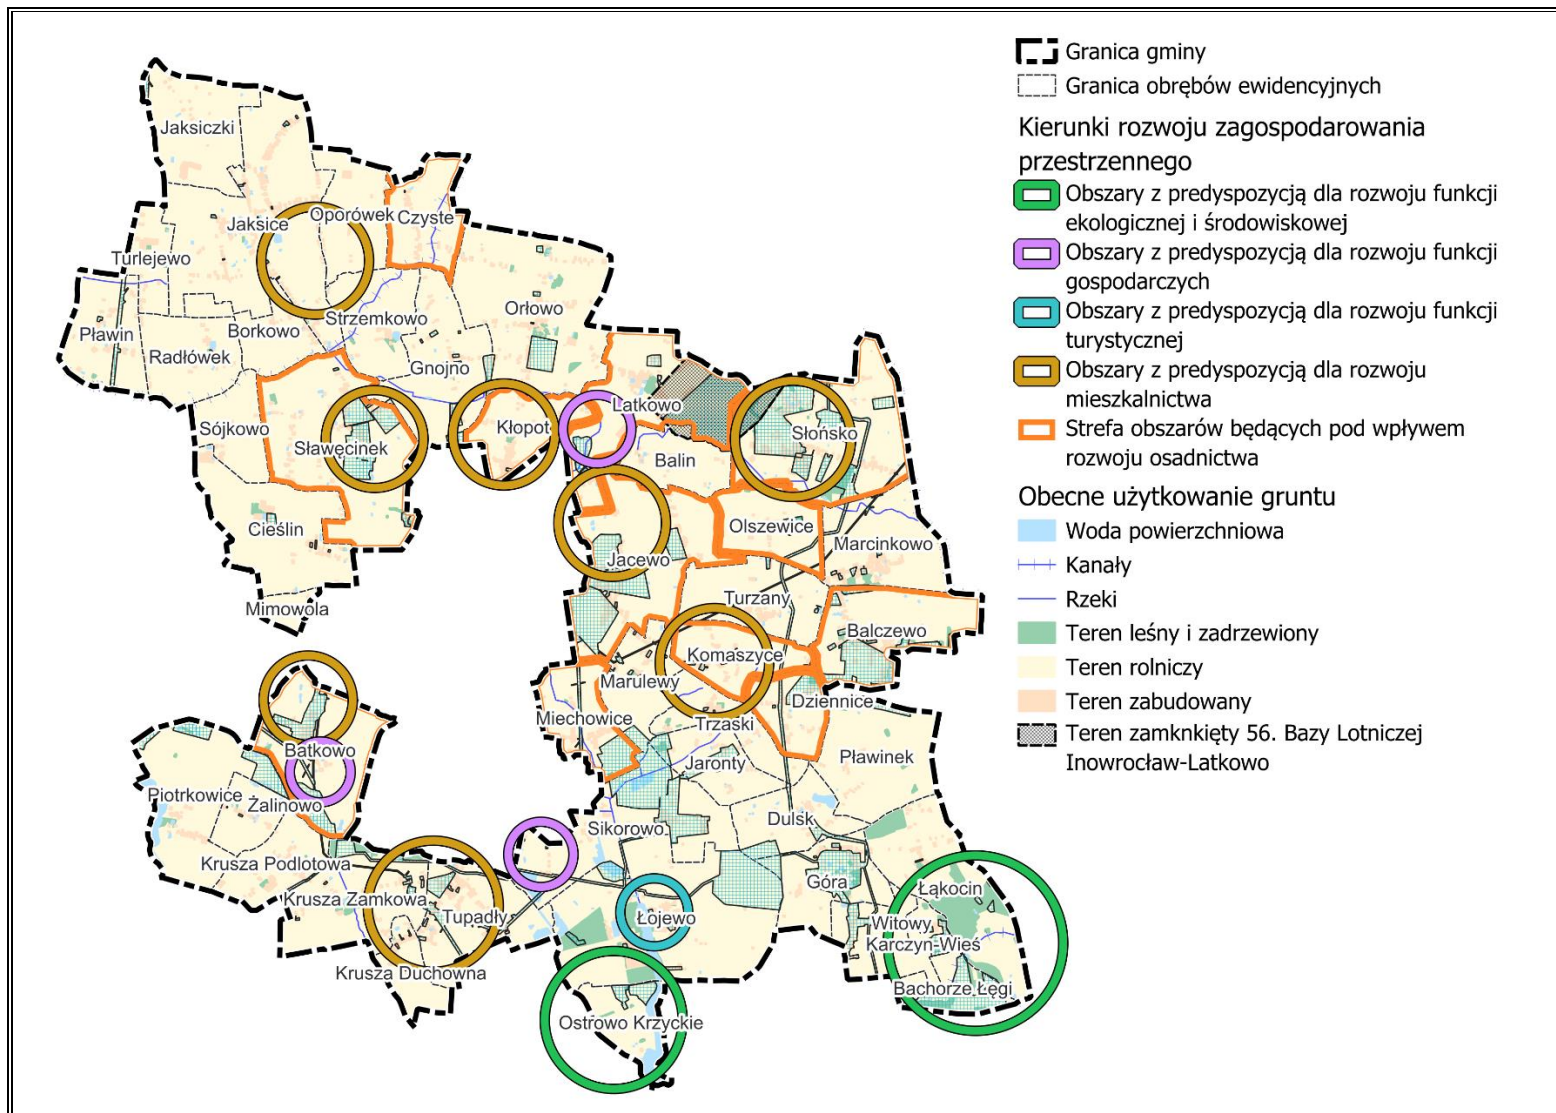 Granica gminy
Granica obrębów ewidencyjnych
Kierunki rozwoju zagospodarowania
przestrzennego
Obszary z predyspozycją dla rozwoju funkcji
ekologicznej i środowiskowej
Obszary z predyspozycją dla rozwoju funkcji
gospodarczych
Obszary z predyspozycją dla rozwoju funkcji
turystycznej
Obszary z predyspozycją dla rozwoju
mieszkalnictwa
Strefa obszarów będących pod wpływem
rozwoju osadnictwa
Obecne użytkowanie gruntu
Woda powierzchniowa
Kanały
Rzeki
Teren leśny i zadrzewiony
Teren rolniczy
Teren zabudowany
Teren zamknkięty 56. Bazy Lotniczej
Inowrocław-Latkowo
Jaksiczki
Oporówek
Czyste
Jaksice
Turlejewo
Orłowo
Strzemkowo
Borkowo
Pławin
Radłówek
Gnojno
Latkowo
Kłopot
Sójkowo
Słońsko
Sławęcinek
Balin
Olszewice
Cieślin
Marcinkowo
Jacewo
Turzany
Mimowola
Balczewo
Komaszyce
Marulewy
Dziennice
Miechowice
Trzaski
Batkowo
Pławinek
Jaronty
Piotrkowice
Żalinowo
Dulsk
Sikorowo
Krusza Podlotowa
Góra
Łąkocin
Krusza Zamkowa
Tupadły
Łojewo
Witowy
Karczyn-Wieś
Krusza Duchowna
Bachorze Łęgi
Ostrowo Krzyckie